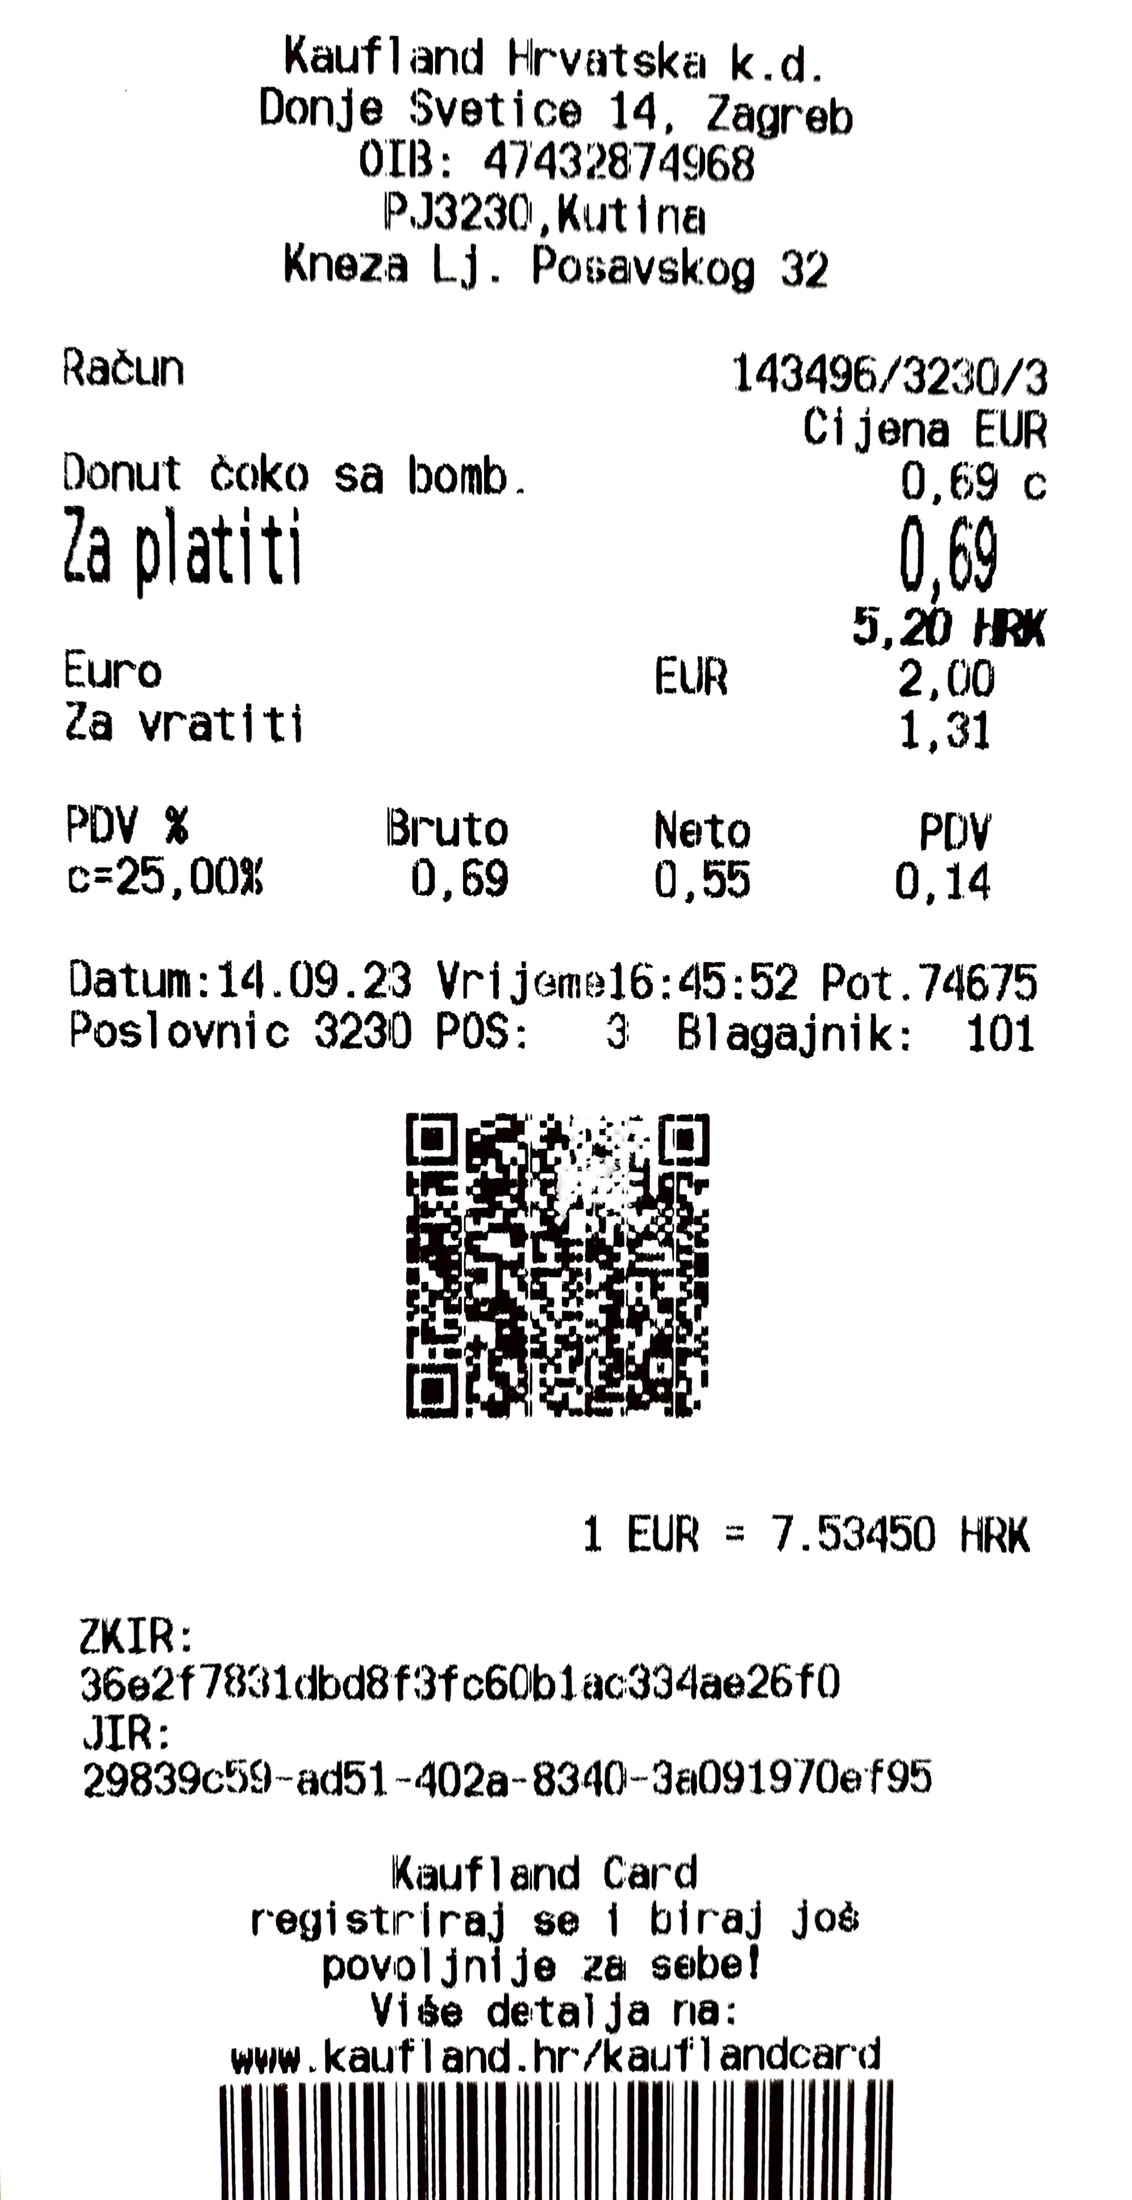 Kaufland Hrvatska k.d.
Donje Svetice 14, Zagreb
OIB: 47432874968
PJ3230,Kutina
Kneza Lj. Posavskog 32
Račun 143496/3230/3
Cijena EUR
Donut čoko sa bomb. 0,69 c
Za platiti 0,69
5,20 HRK
Euro EUR 2,00
Za vratiti 1,31
PDV % Bruto Neto PDV
c=25,00% 0,69 0,55 0,14
Datum:14.09.23 Vrijeme16:45:52 Pot.74675
Poslovnic 3230 POS: 3 Blagajnik: 101
1 EUR = 7.53450 HRK
ZKIR:
36e2f7831dbd8f3fc60b1ac334ae26f0
JIR:
29839c59-ad51-402a-8340-3a091970ef95
Kaufland Card
registriraj se i biraj još
povoljnije za sebe!
Više detalja na:
www.kaufland.hr/kauflandcard